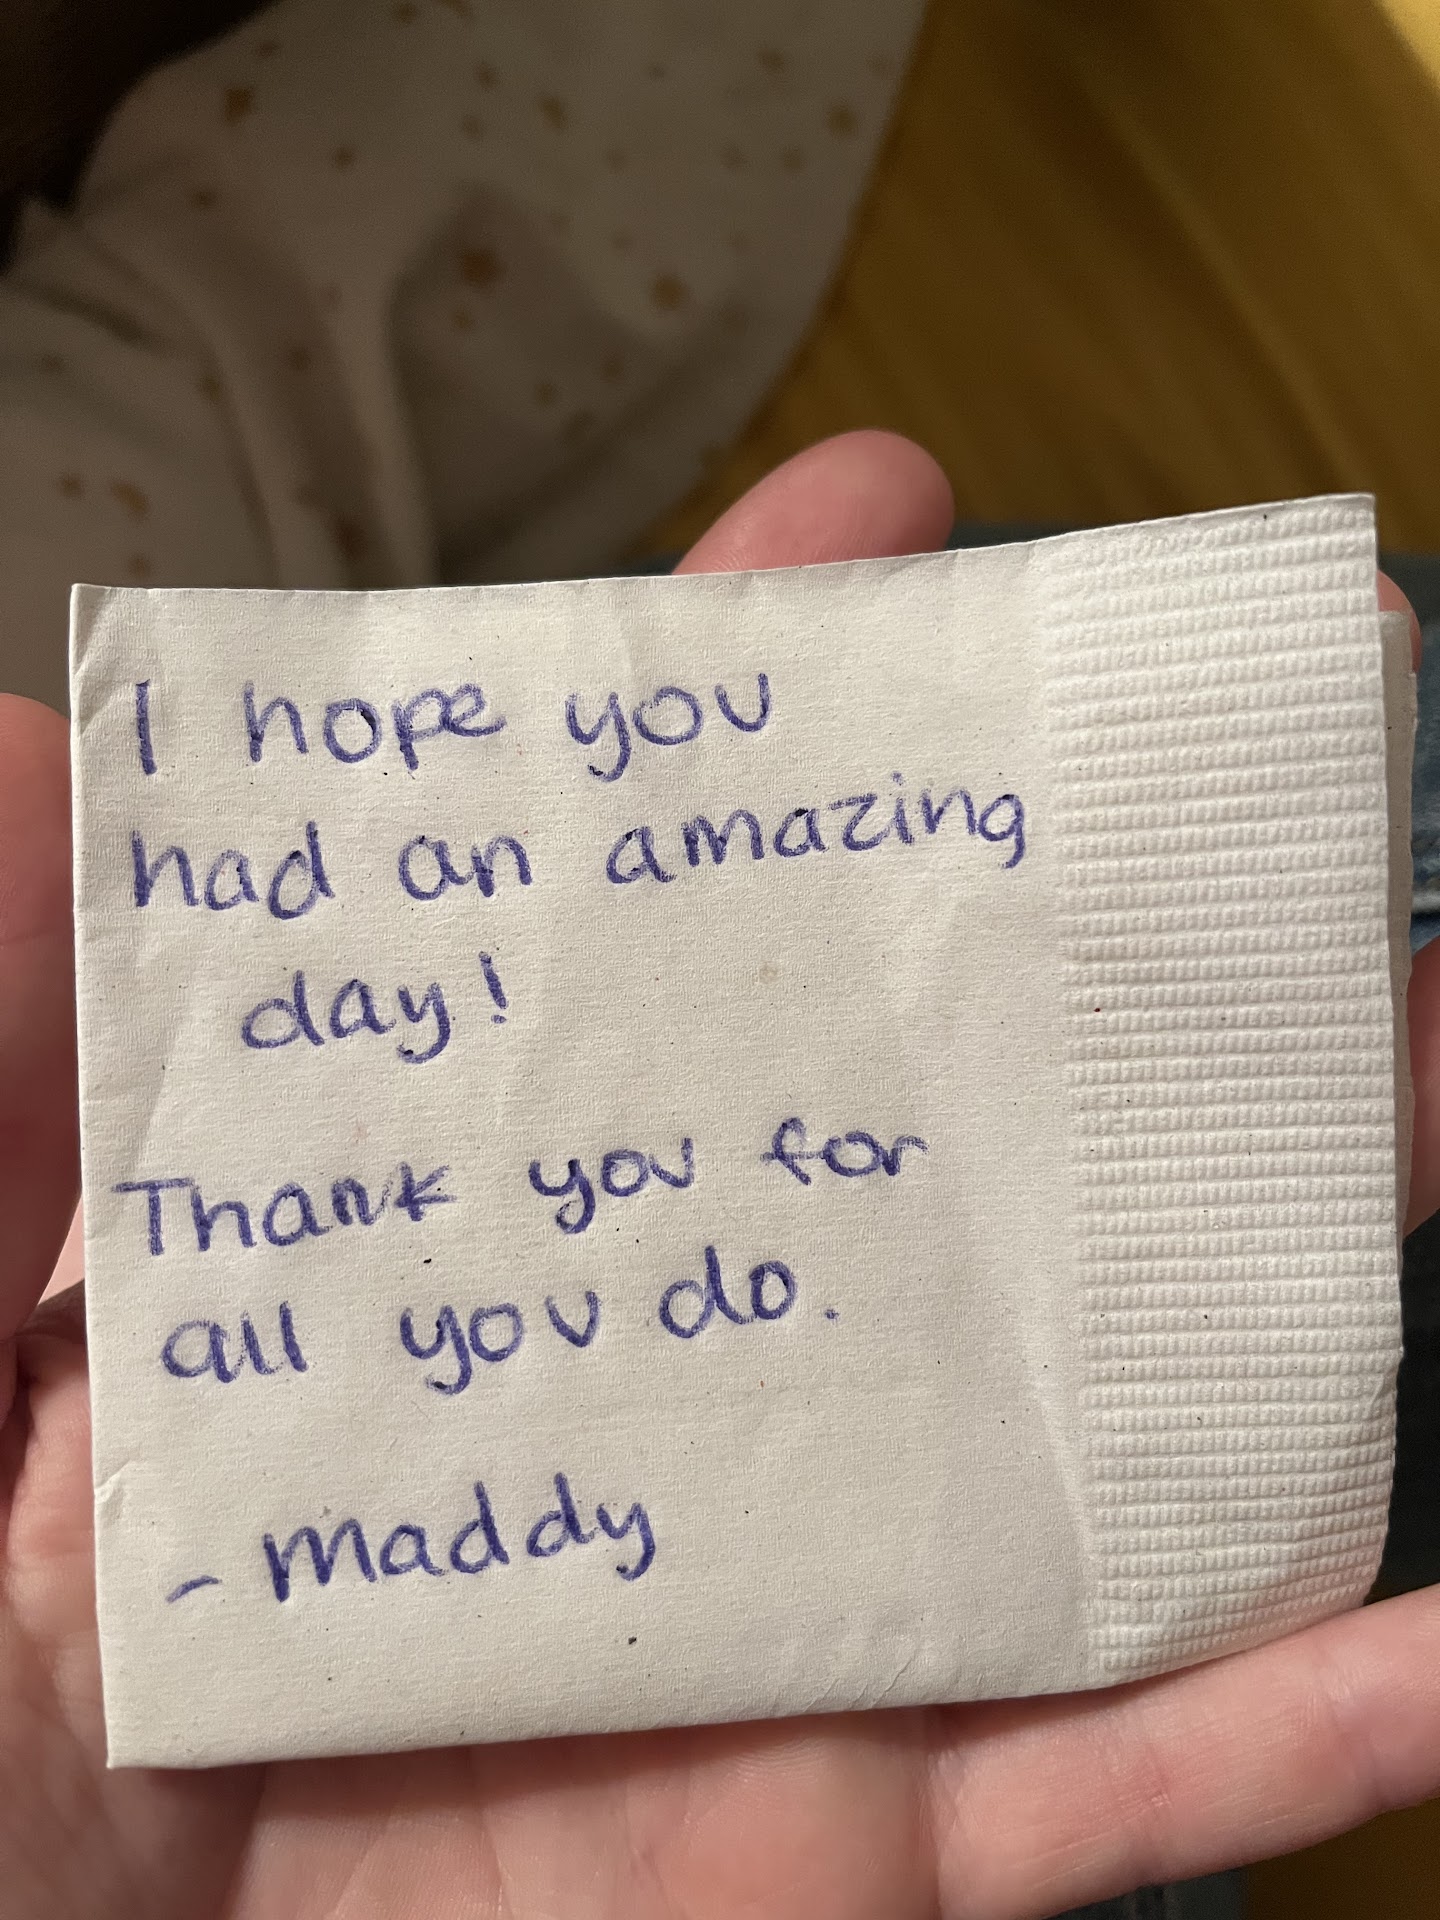 I hope you
had an amazing
day!
Thank you for
all you do.
- Maddy